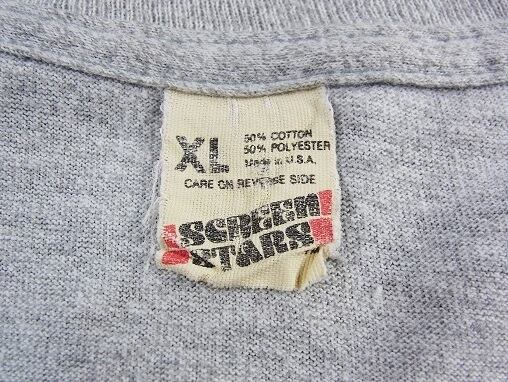 XL
50% COTTON
50% POLYESTER
Made in U.S.A.
CARE ON REVERSE SIDE
SCREEN
STARS